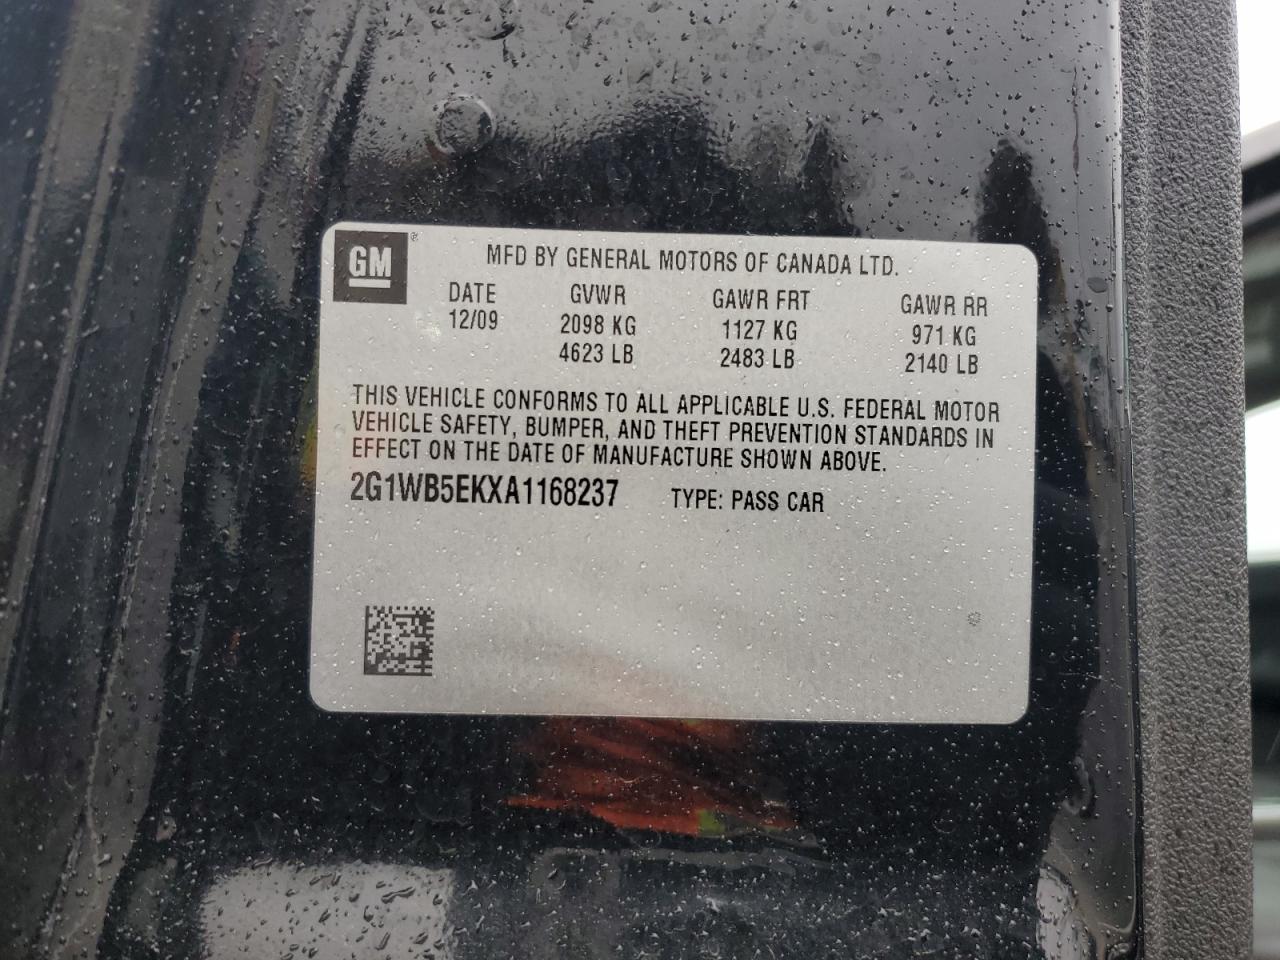 GM
MFD BY GENERAL MOTORS OF CANADA LTD.
DATE GVWR GAWR FRT GAWR RR
12/09 2098 KG 1127 KG 971 KG
4623 LB 2483 LB 2140 LB
THIS VEHICLE CONFORMS TO ALL APPLICABLE U.S. FEDERAL MOTOR
VEHICLE SAFETY, BUMPER, AND THEFT PREVENTION STANDARDS IN
EFFECT ON THE DATE OF MANUFACTURE SHOWN ABOVE.
2G1WB5EKXA1168237 TYPE: PASS CAR